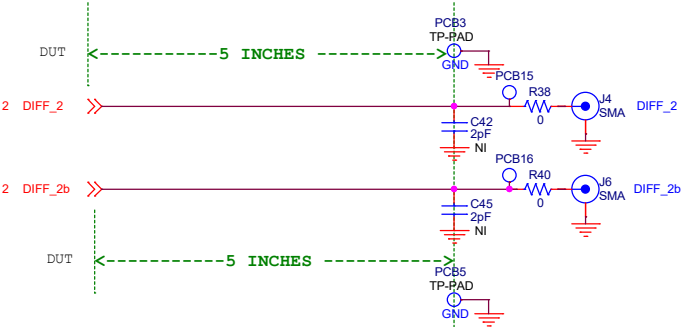 PCB3
TP-PAD
DUT
5 INCHES
GND
PCB15
R38
J4
2 DIFF_2
SMA
DIFF_2
0
C42
2pF
NI
PCB16
R40
J6
2 DIFF_2b
SMA
DIFF_2b
0
C45
2pF
NI
DUT
5 INCHES
PCB5
TP-PAD
GND